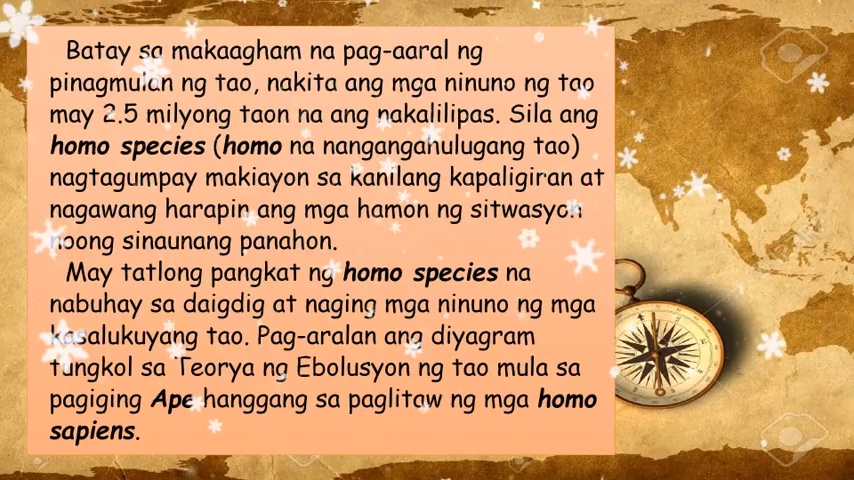 Batay sa makaagham na pag-aaral ng
pinagmulan ng tao, nakita ang mga ninuno ng tao
may 2.5 milyong taon na ang nakalilipas. Sila ang
homo species (homo na nangangahulugang tao)
nagtagumpay makiayon sa kanilang kapaligiran at
nagawang harapin ang mga hamon ng sitwasyon
noong sinaunang panahon.
May tatlong pangkat ng homo species na
nabuhay sa daigdig at naging mga ninuno ng mga
kasalukuyang tao. Pag-aralan ang diyagram
tungkol sa Teorya ng Ebolusyon ng tao mula sa
pagiging Ape hanggang sa paglitaw ng mga homo
sapiens.